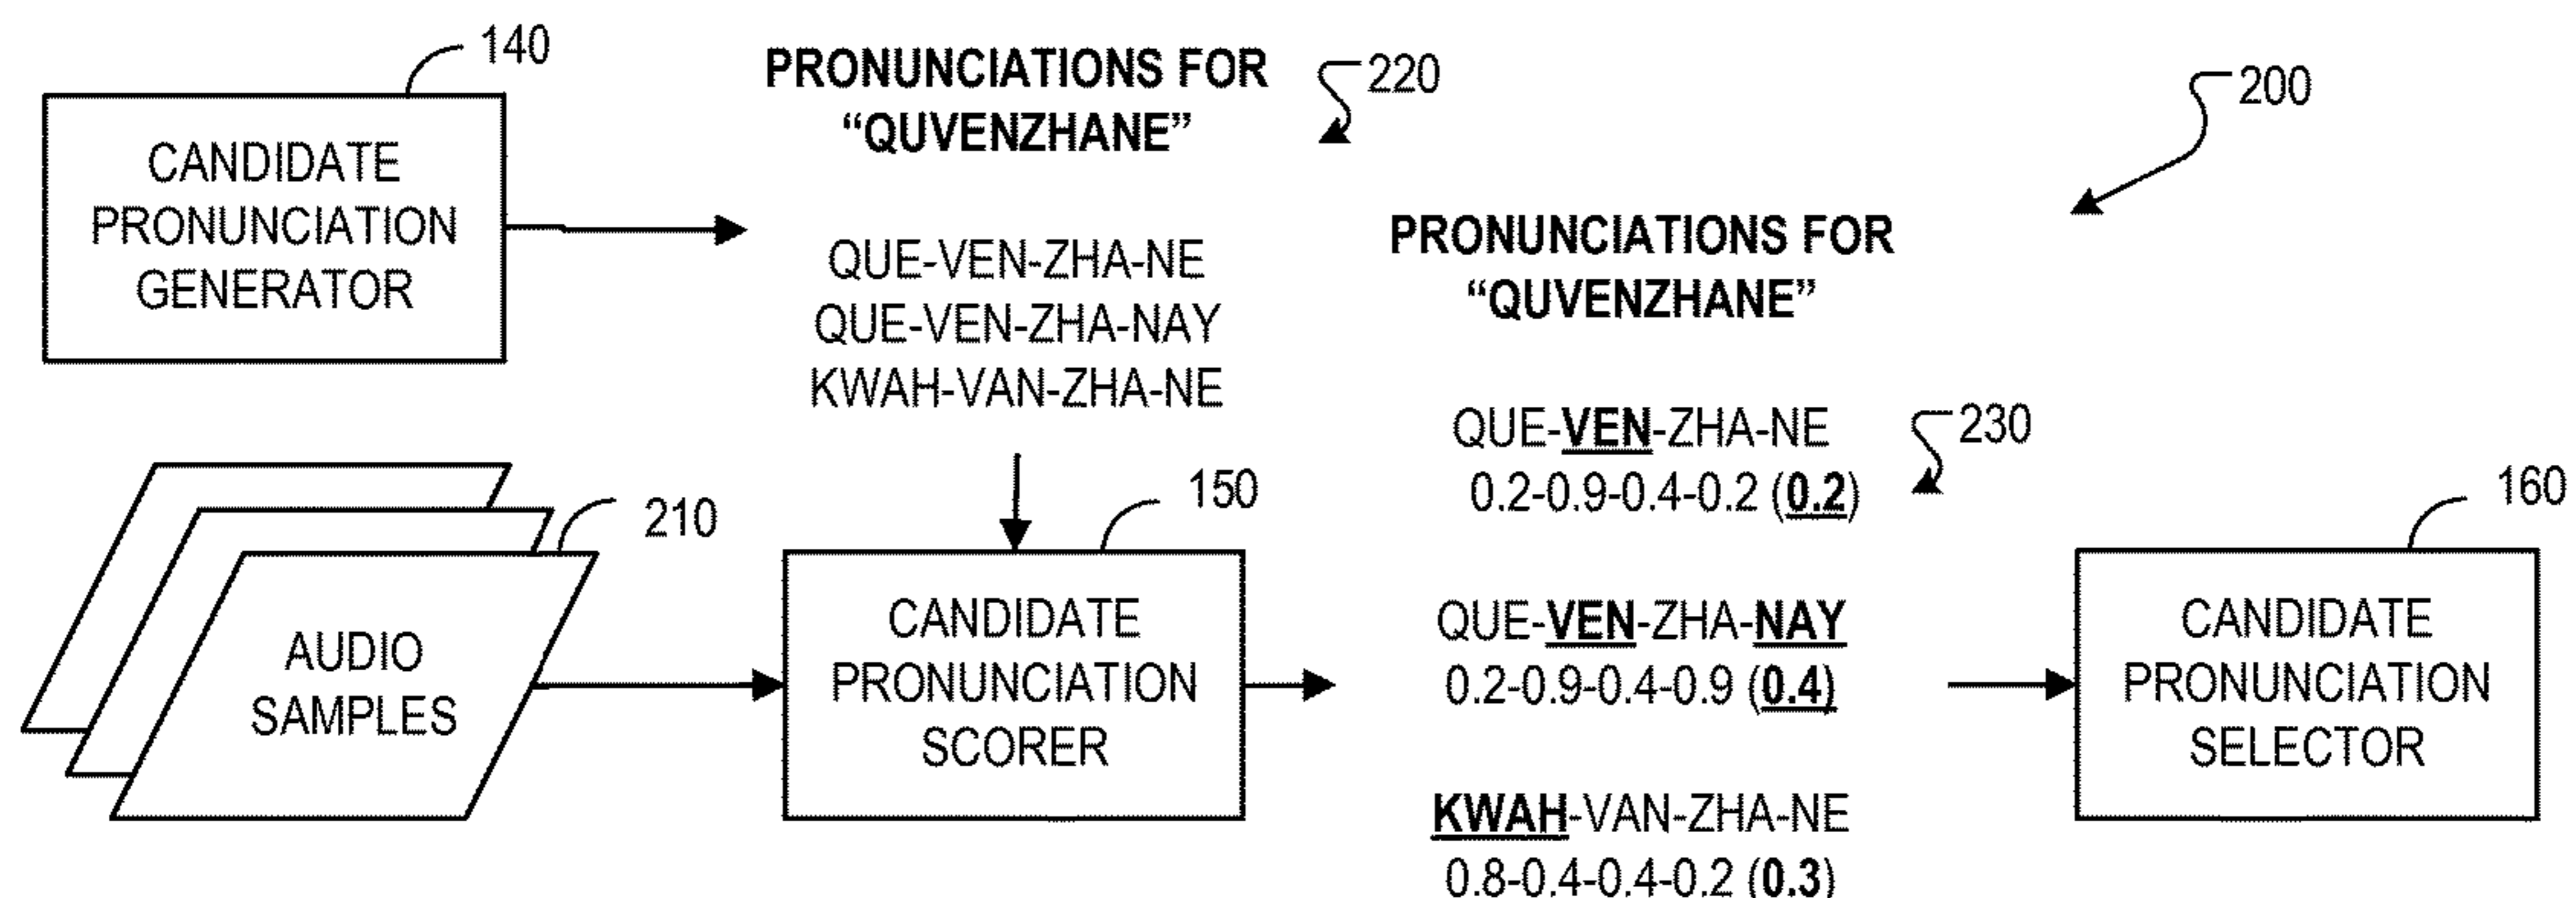 140
CANDIDATE
PRONUNCIATION
GENERATOR
PRONUNCIATIONS FOR
“QUVENZHANE”
220
QUE-VEN-ZHA-NE
QUE-VEN-ZHA-NAY
KWAH-VAN-ZHA-NE
200
210
AUDIO
SAMPLES
150
CANDIDATE
PRONUNCIATION
SCORER
PRONUNCIATIONS FOR
“QUVENZHANE”
230
QUE-VEN-ZHA-NE
0.2-0.9-0.4-0.2 (0.2)
QUE-VEN-ZHA-NAY
0.2-0.9-0.4-0.9 (0.4)
KWAH-VAN-ZHA-NE
0.8-0.4-0.4-0.2 (0.3)
160
CANDIDATE
PRONUNCIATION
SELECTOR